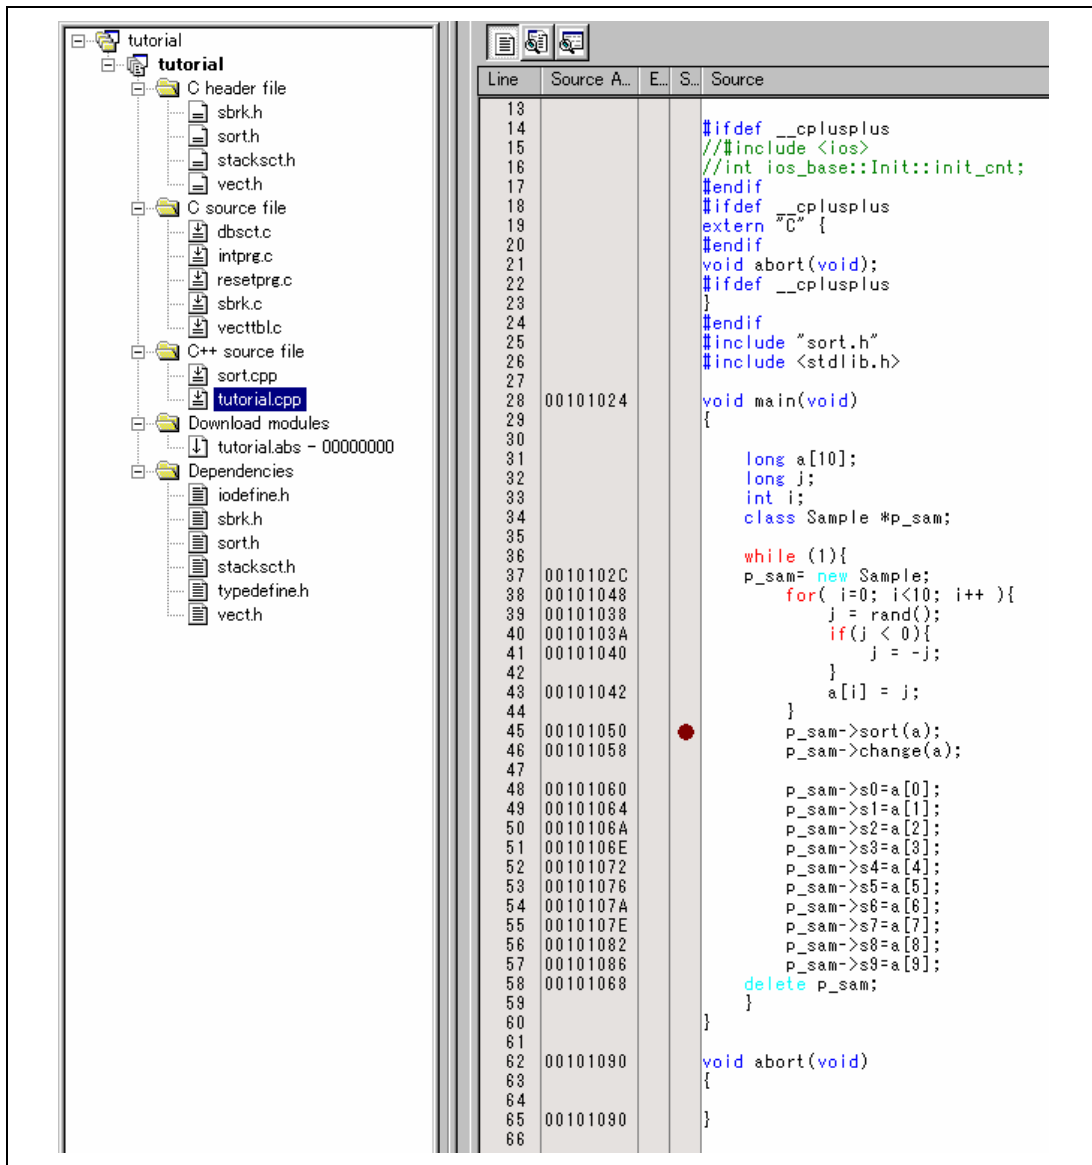 tutorial
tutorial
C header file
sbrk.h
sort.h
stacksct.h
vect.h
C source file
dbsct.c
intprg.c
resetprg.c
sbrk.c
vecttbl.c
C++ source file
sort.cpp
tutorial.cpp
Download modules
tutorial.abs - 00000000
Dependencies
iodefine.h
sbrk.h
sort.h
stacksct.h
typedefine.h
vect.h
Line Source A... E... S... Source
13
14 #ifdef __cplusplus
15 //#include <ios>
16 //int ios_base::Init::init_cnt;
17 #endif
18 #ifdef __cplusplus
19 extern "C" {
20 #endif
21 void abort(void);
22 #ifdef __cplusplus
23 }
24 #endif
25 #include "sort.h"
26 #include <stdlib.h>
27
28 00101024 void main(void)
29 {
30
31 long a[10];
32 long j;
33 int i;
34 class Sample *p_sam;
35
36 while (1){
37 0010102C p_sam= new Sample;
38 00101048 for( i=0; i<10; i++ ){
39 00101038 j = rand();
40 0010103A if(j < 0){
41 00101040 j = -j;
42 }
43 00101042 a[i] = j;
44 }
45 00101050 p_sam->sort(a);
46 00101058 p_sam->change(a);
47
48 00101060 p_sam->s0=a[0];
49 00101064 p_sam->s1=a[1];
50 0010106A p_sam->s2=a[2];
51 0010106E p_sam->s3=a[3];
52 00101072 p_sam->s4=a[4];
53 00101076 p_sam->s5=a[5];
54 0010107A p_sam->s6=a[6];
55 0010107E p_sam->s7=a[7];
56 00101082 p_sam->s8=a[8];
57 00101086 p_sam->s9=a[9];
58 00101068 delete p_sam;
59 }
60 }
61
62 00101090 void abort(void)
63 {
64
65 00101090 }
66